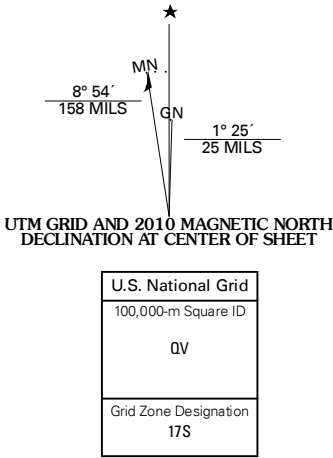 ★
MN
8° 54´
158 MILS
GN
1° 25´
25 MILS
UTM GRID AND 2010 MAGNETIC NORTH
DECLINATION AT CENTER OF SHEET
U.S. National Grid
100,000-m Square ID
QV
Grid Zone Designation
17S